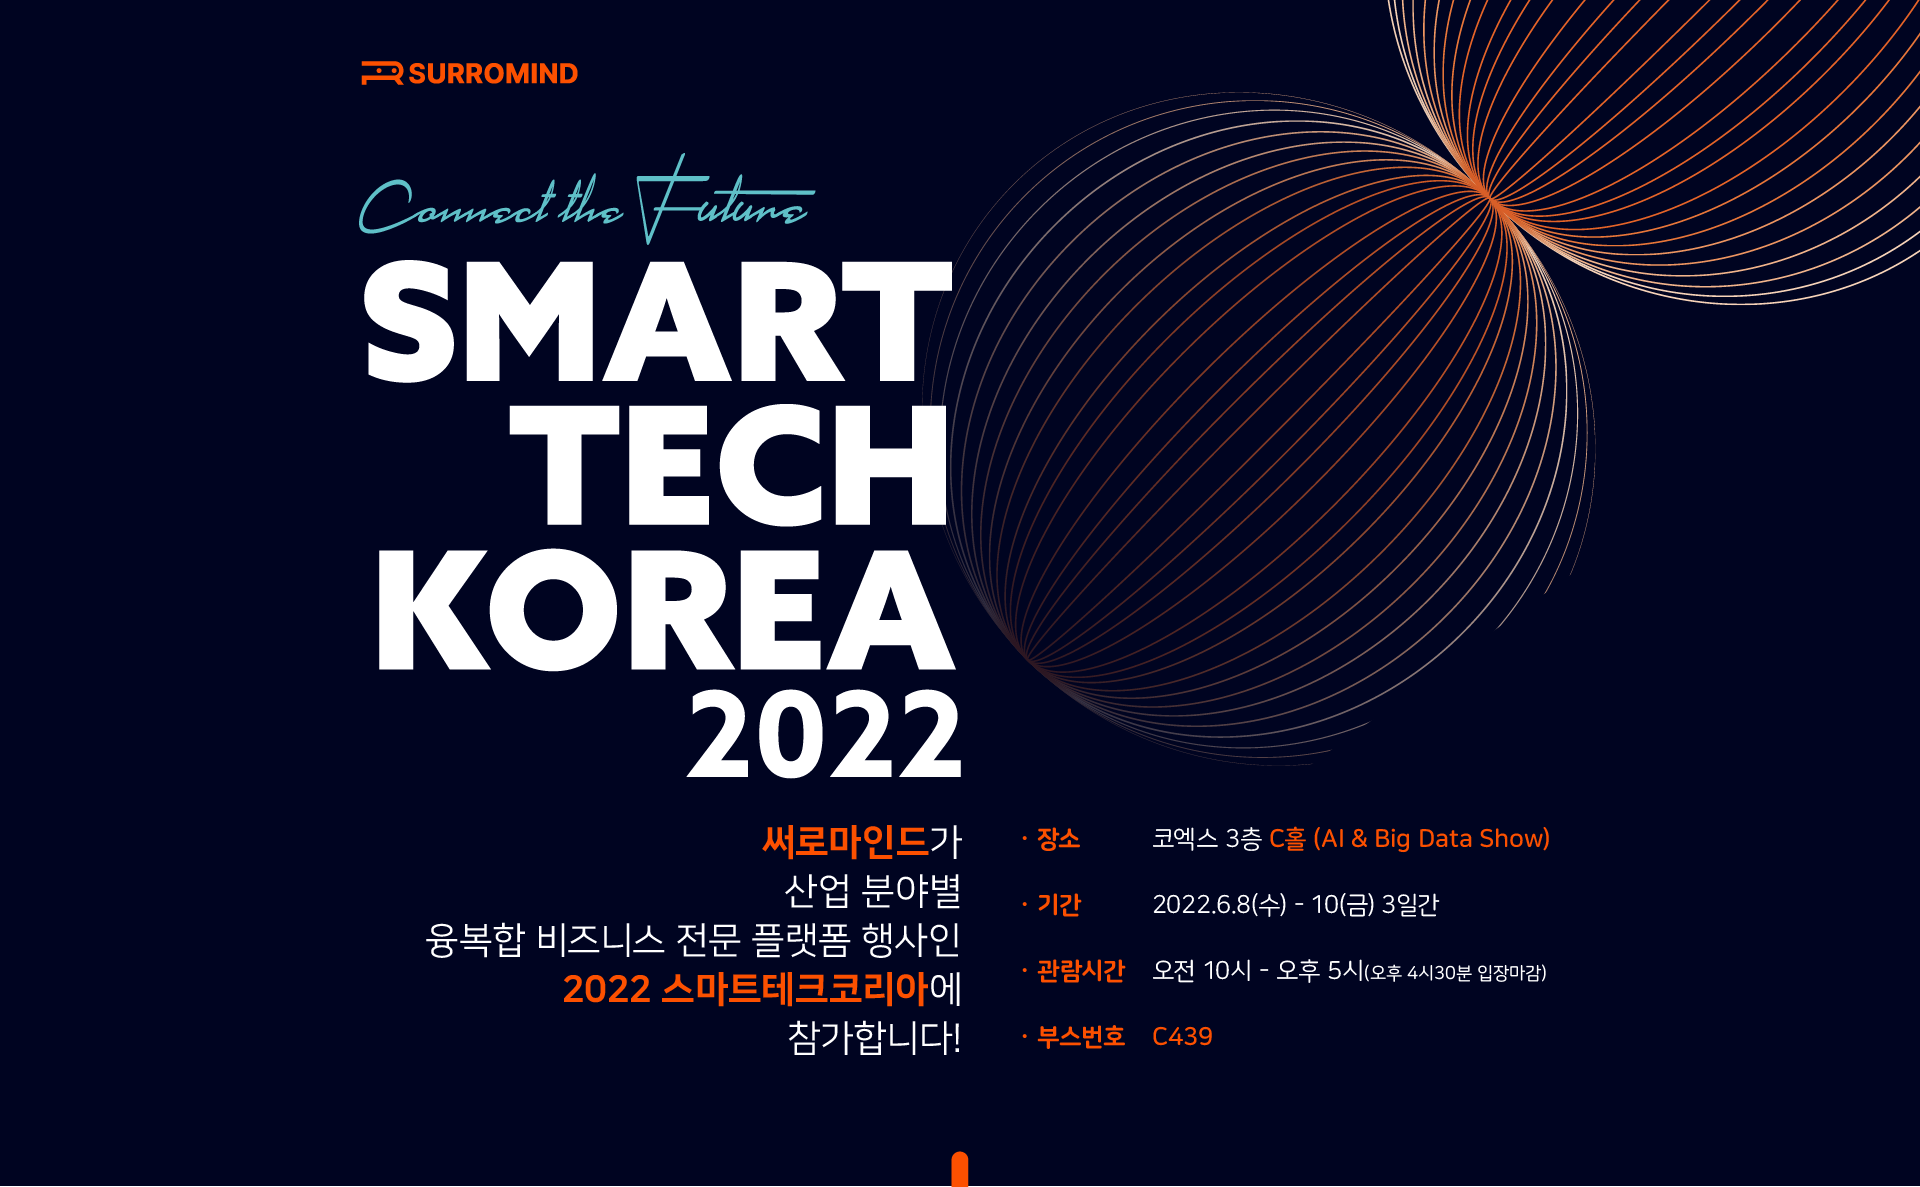 SURROMIND
Connect the Future
SMART
TECH
KOREA
2022
써로마인드가
산업 분야별
융복합 비즈니스 전문 플랫폼 행사인
2022 스마트테크코리아에
참가합니다!
· 장소 코엑스 3층 C홀 (AI & Big Data Show)
· 기간 2022.6.8(수) - 10(금) 3일간
· 관람시간 오전 10시 - 오후 5시(오후 4시30분 입장마감)
· 부스번호 C439